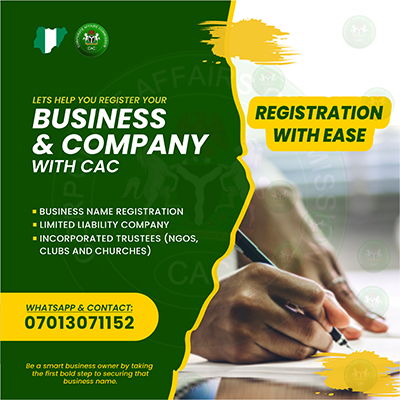 CAC
LETS HELP YOU REGISTER YOUR
BUSINESS
& COMPANY
WITH CAC
REGISTRATION
WITH EASE
BUSINESS NAME REGISTRATION
LIMITED LIABILITY COMPANY
INCORPORATED TRUSTEES (NGOS,
CLUBS AND CHURCHES)
CAC
WHATSAPP & CONTACT:
07013071152
Be a smart business owner by taking
the first bold step to securing that
business name.